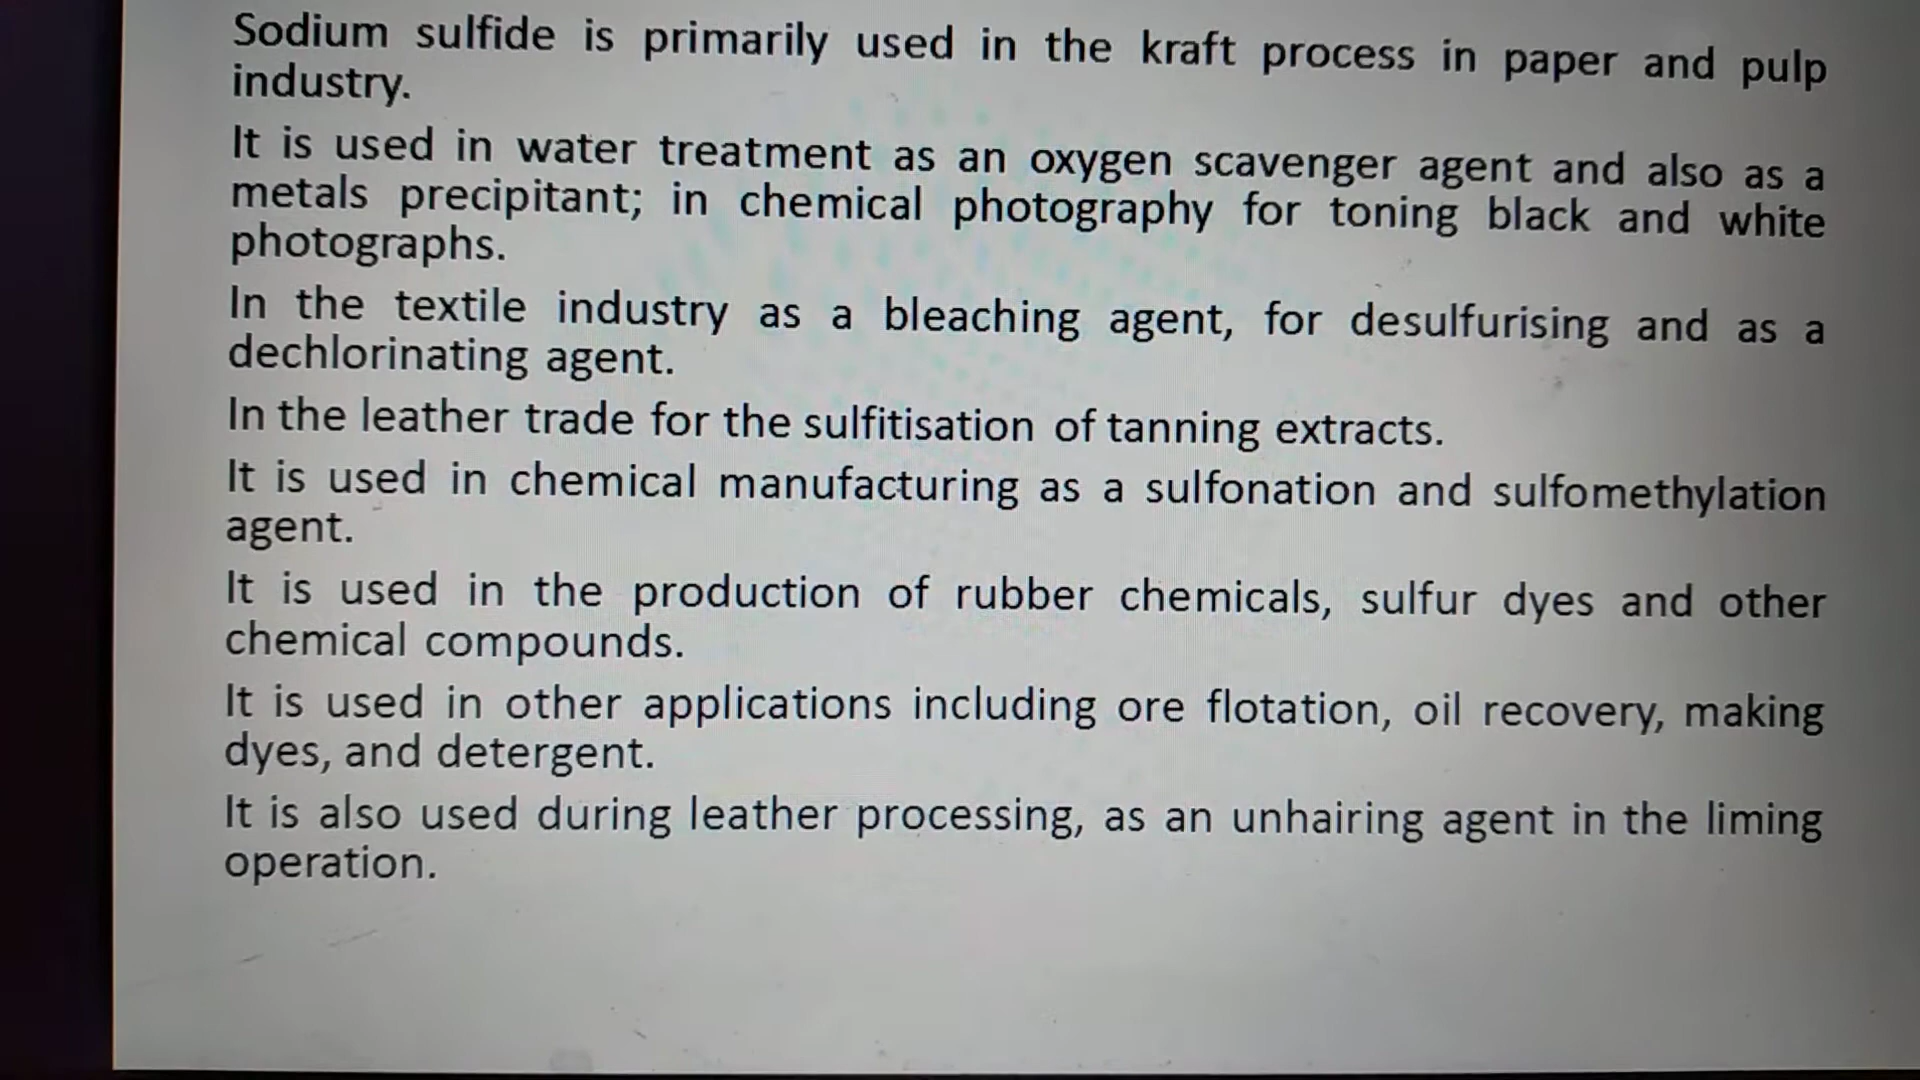 Sodium sulfide is primarily used in the kraft process in paper and pulp
industry.
It is used in water treatment as an oxygen scavenger agent and also as a
metals precipitant; in chemical photography for toning black and white
photographs.
In the textile industry as a bleaching agent, for desulfurising and as a
dechlorinating agent.
In the leather trade for the sulfitisation of tanning extracts.
It is used in chemical manufacturing as a sulfonation and sulfomethylation
agent.
It is used in the production of rubber chemicals, sulfur dyes and other
chemical compounds.
It is used in other applications including ore flotation, oil recovery, making
dyes, and detergent.
It is also used during leather processing, as an unhairing agent in the liming
operation.